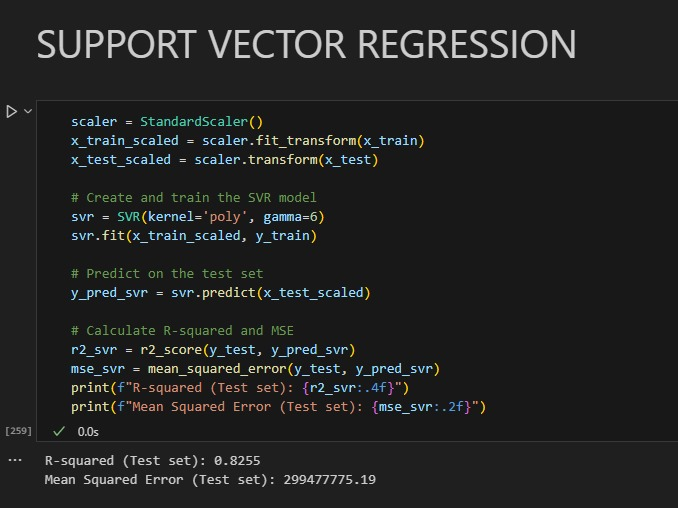 SUPPORT VECTOR REGRESSION
scaler = StandardScaler()
x_train_scaled = scaler.fit_transform(x_train)
x_test_scaled = scaler.transform(x_test)
# Create and train the SVR model
svr = SVR(kernel='poly', gamma=6)
svr.fit(x_train_scaled, y_train)
# Predict on the test set
y_pred_svr = svr.predict(x_test_scaled)
# Calculate R-squared and MSE
r2_svr = r2_score(y_test, y_pred_svr)
mse_svr = mean_squared_error(y_test, y_pred_svr)
print(f"R-squared (Test set): {r2_svr:.4f}")
print(f"Mean Squared Error (Test set): {mse_svr:.2f}")
[259] 0.0s
... R-squared (Test set): 0.8255
Mean Squared Error (Test set): 299477775.19